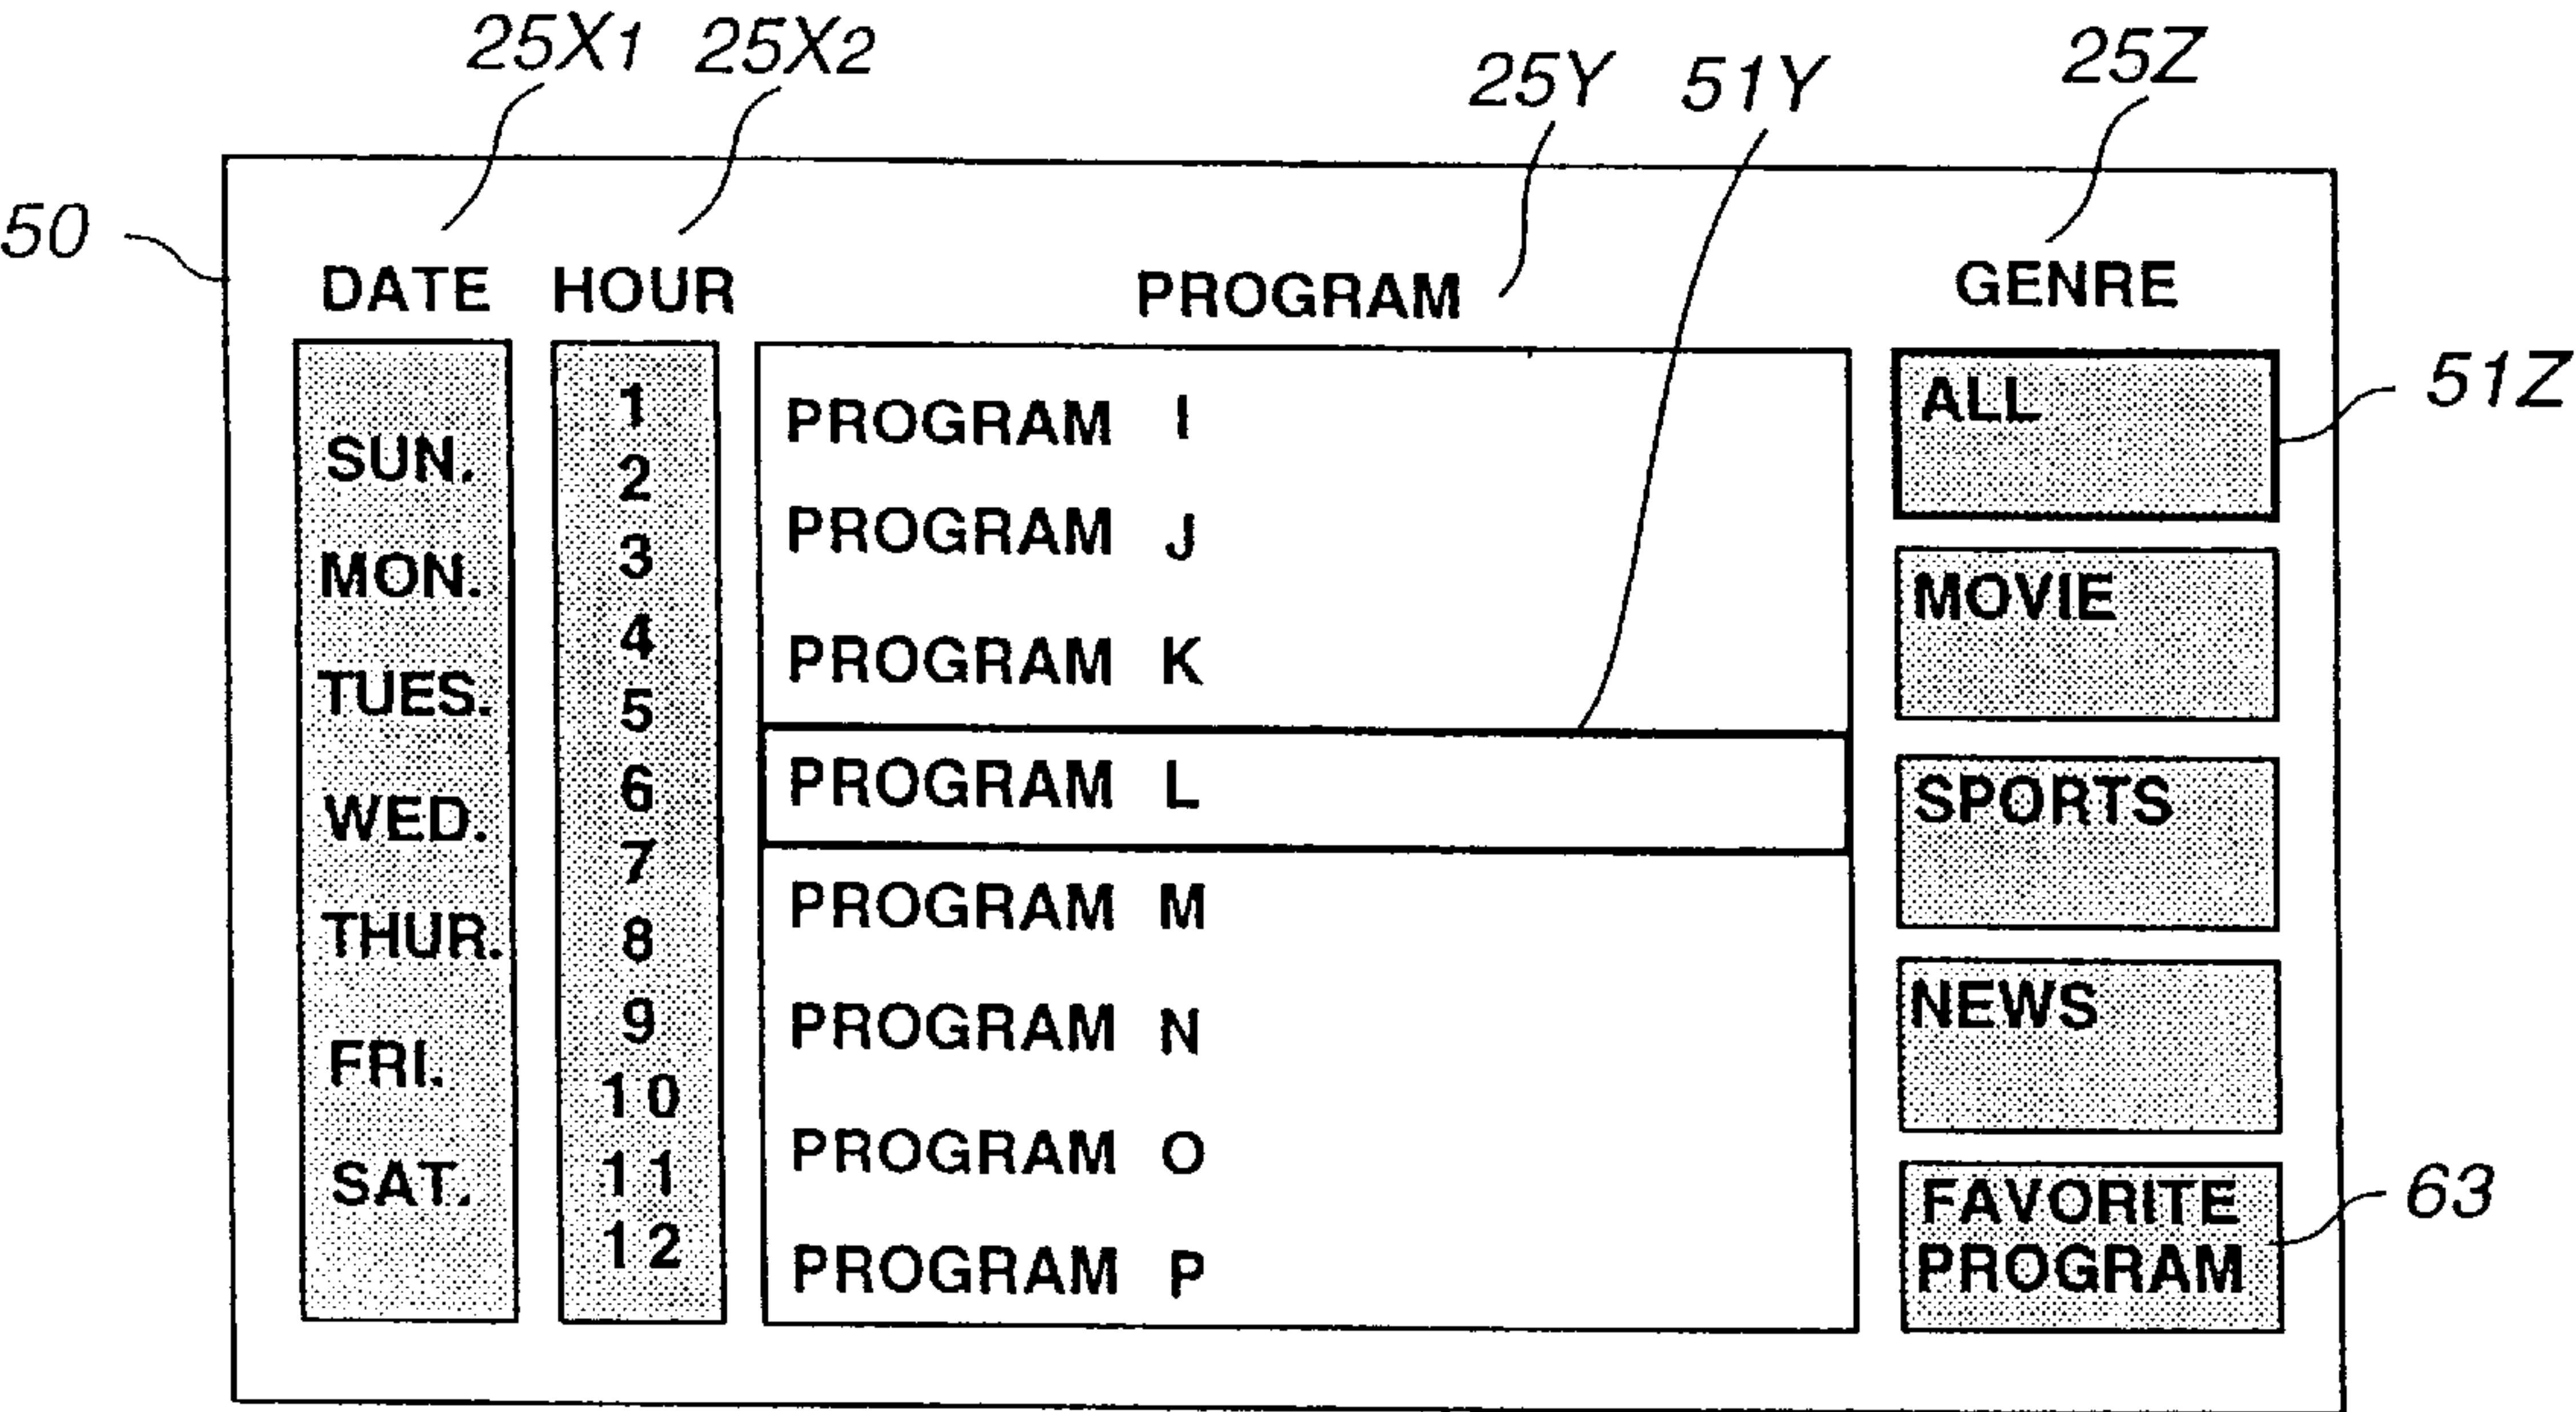 25X1 25X2 25Y 51Y 25Z
50
DATE HOUR PROGRAM GENRE
SUN.
MON.
TUES.
WED.
THUR.
FRI.
SAT.
1
2
3
4
5
6
7
8
9
10
11
12
PROGRAM I
PROGRAM J
PROGRAM K
PROGRAM L
PROGRAM M
PROGRAM N
PROGRAM O
PROGRAM P
ALL
MOVIE
SPORTS
NEWS
FAVORITE
PROGRAM
51Z
63